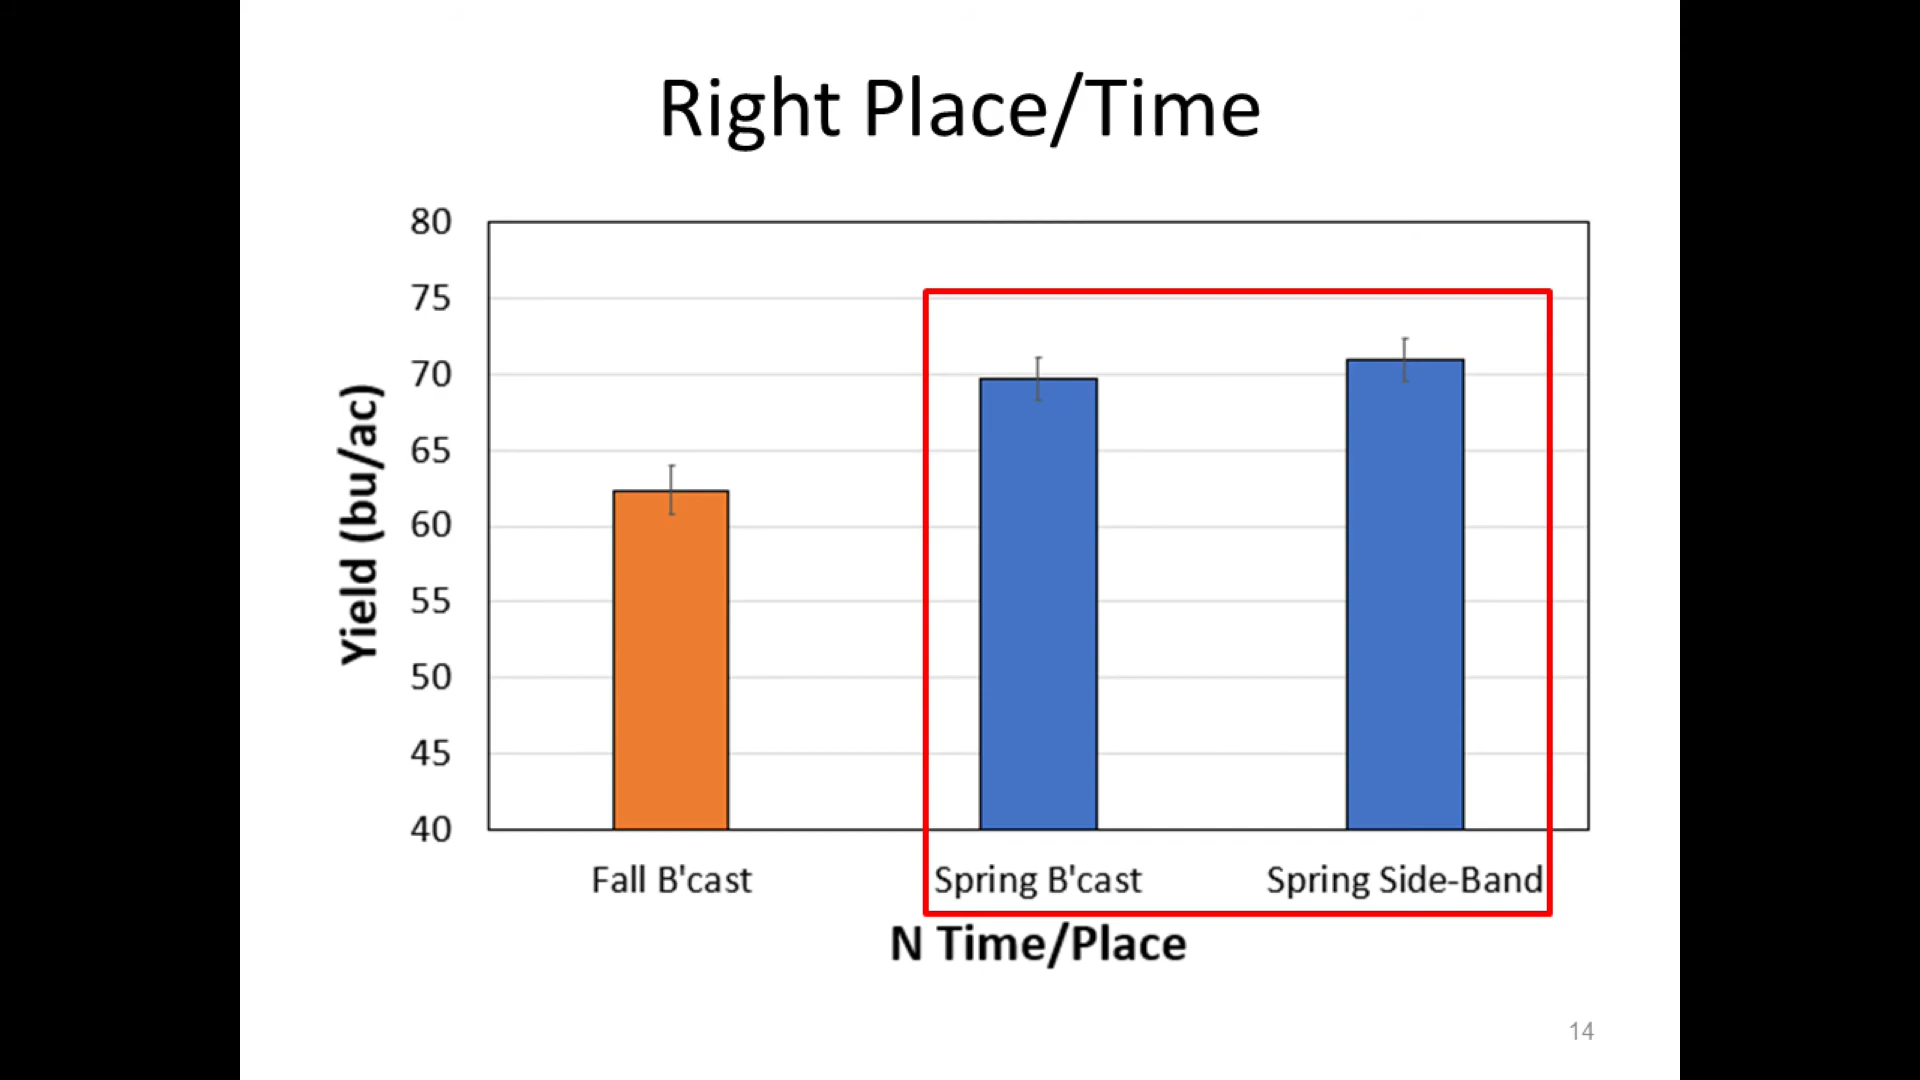 Right Place/Time
80
75
70
65
60
55
50
45
40
Yield (bu/ac)
Fall B'cast
Spring B'cast
Spring Side-Band
N Time/Place
14